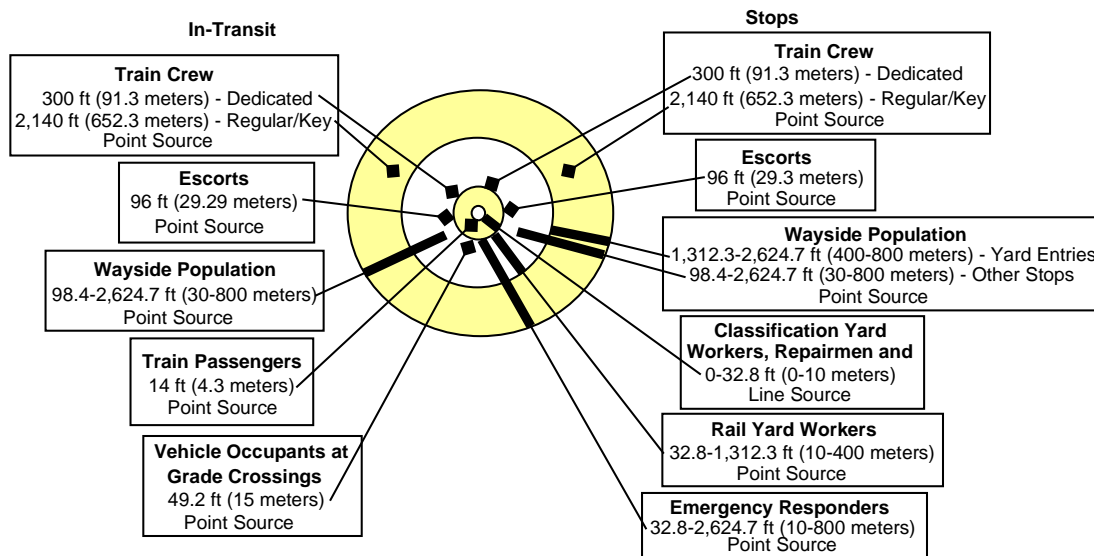 In-Transit
Train Crew
300 ft (91.3 meters) - Dedicated
2,140 ft (652.3 meters) - Regular/Key
Point Source
Escorts
96 ft (29.29 meters)
Point Source
Wayside Population
98.4-2,624.7 ft (30-800 meters)
Point Source
Train Passengers
14 ft (4.3 meters)
Point Source
Vehicle Occupants at
Grade Crossings
49.2 ft (15 meters)
Point Source
Stops
Train Crew
300 ft (91.3 meters) - Dedicated
2,140 ft (652.3 meters) - Regular/Key
Point Source
Escorts
96 ft (29.3 meters)
Point Source
Wayside Population
1,312.3-2,624.7 ft (400-800 meters) - Yard Entries
98.4-2,624.7 ft (30-800 meters) - Other Stops
Point Source
Classification Yard
Workers, Repairmen and
0-32.8 ft (0-10 meters)
Line Source
Rail Yard Workers
32.8-1,312.3 ft (10-400 meters)
Point Source
Emergency Responders
32.8-2,624.7 ft (10-800 meters)
Point Source